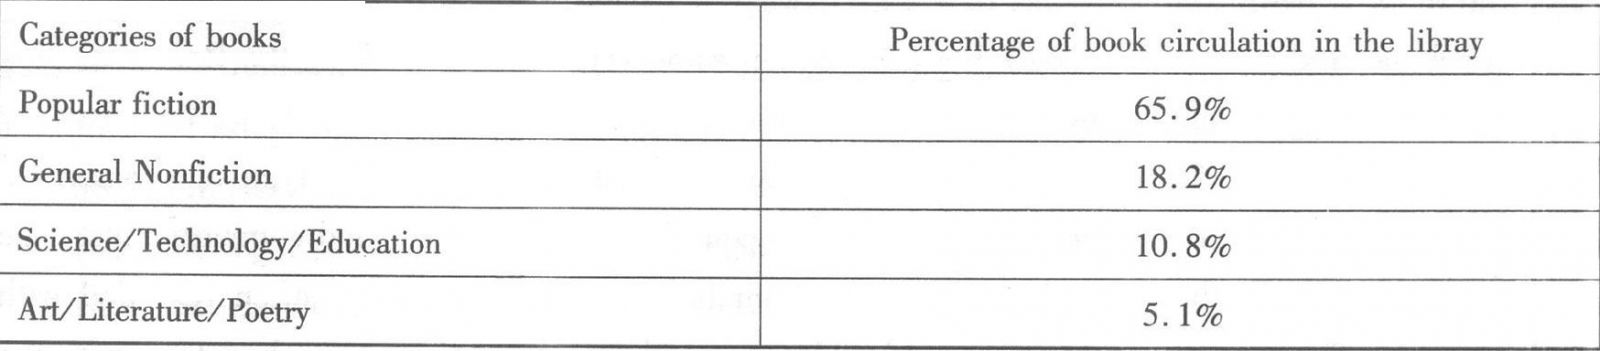 Categories of books
Percentage of book circulation in the libray
Popular fiction
65.9%
General Nonfiction
18.2%
Science/Technology/Education
10.8%
Art/Literature/Poetry
5.1%